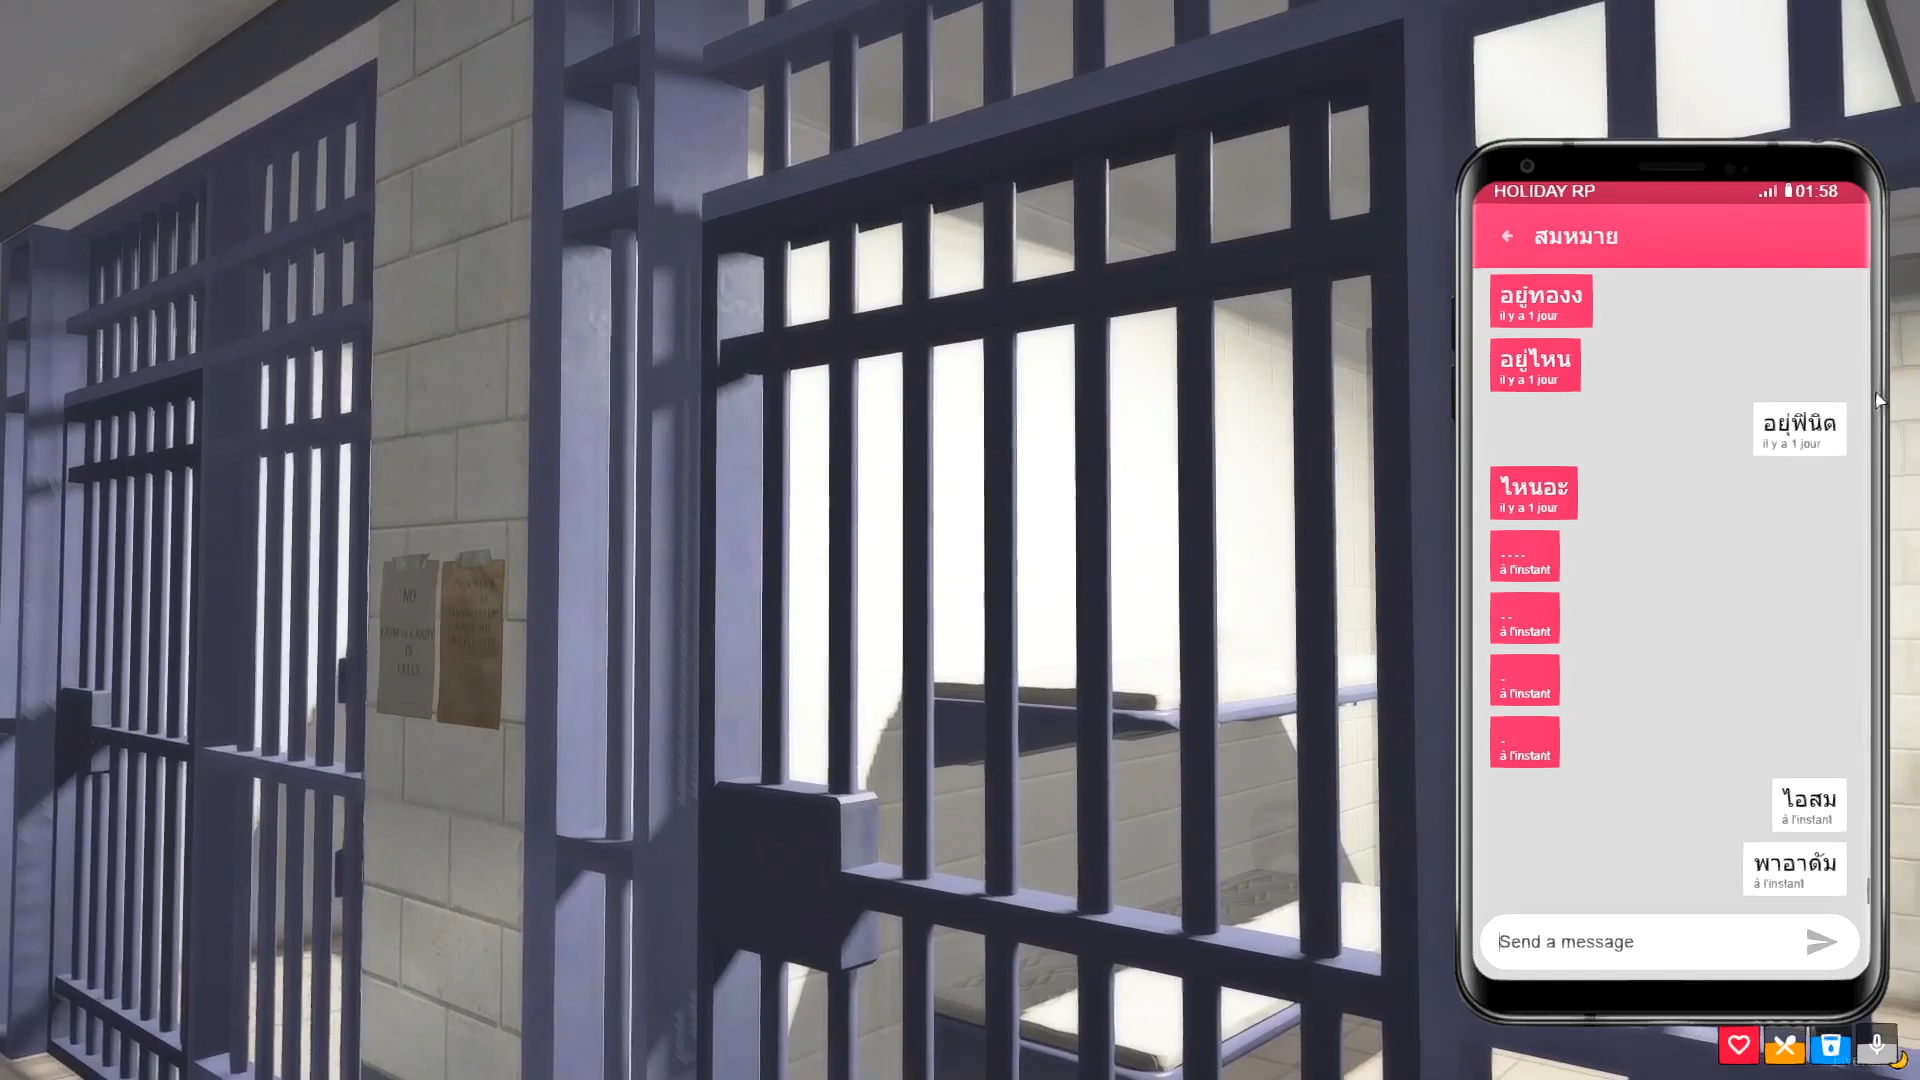 HOLIDAY RP
01:58
สมหมาย
อยู่ทองง
il y a 1 jour
อยู่ไหน
il y a 1 jour
อยุ่ฟินิด
il y a 1 jour
ไหนอะ
il y a 1 jour
....
à l'instant
..
à l'instant
.
à l'instant
.
à l'instant
ไอสม
à l'instant
พาอาดัม
à l'instant
Send a message
NO
GUM or CANDY
IN
CELLS